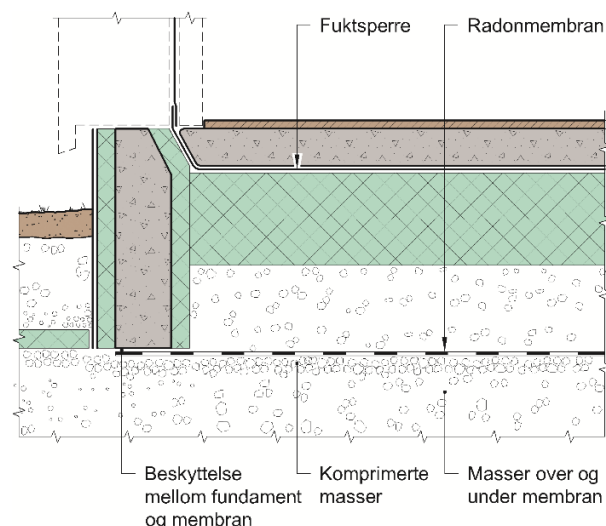 Fuktsperre
Radonmembran
Beskyttelse
mellom fundament
og membran
Komprimerte
masser
Masser over og
under membran